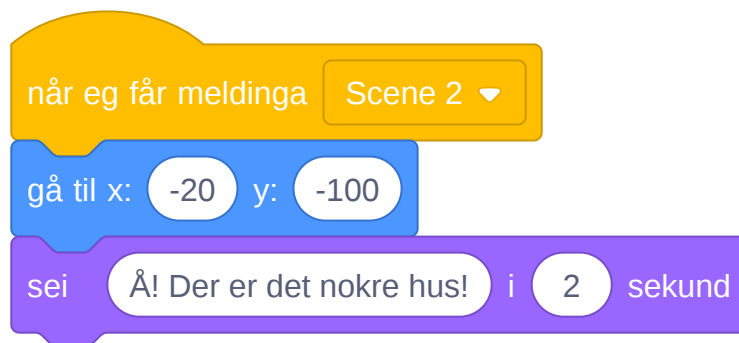 når eg får meldinga Scene 2
gå til x: -20 y: -100
sei Å! Der er det nokre hus! i 2 sekund